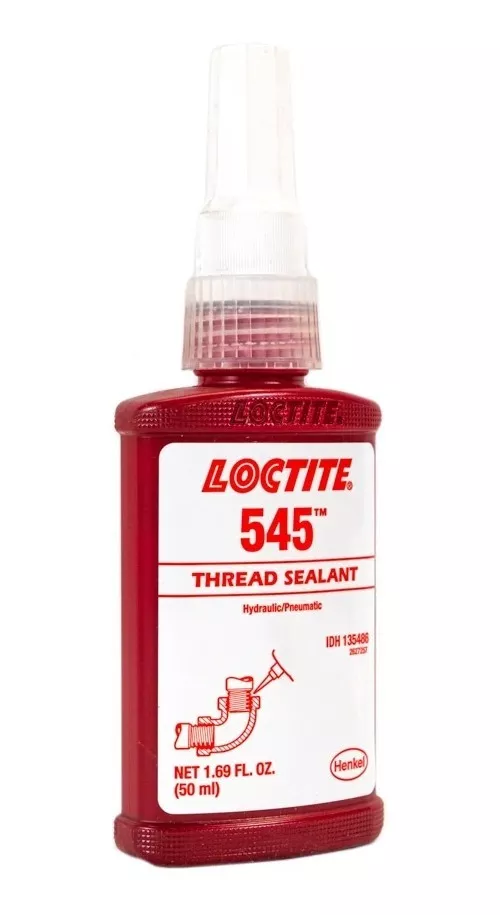 LOCTITE.
LOCTITE®
545™
THREAD SEALANT
Hydraulic/Pneumatic
IDH 135486
NET 1.69 FL. OZ.
(50 ml)
Henkel